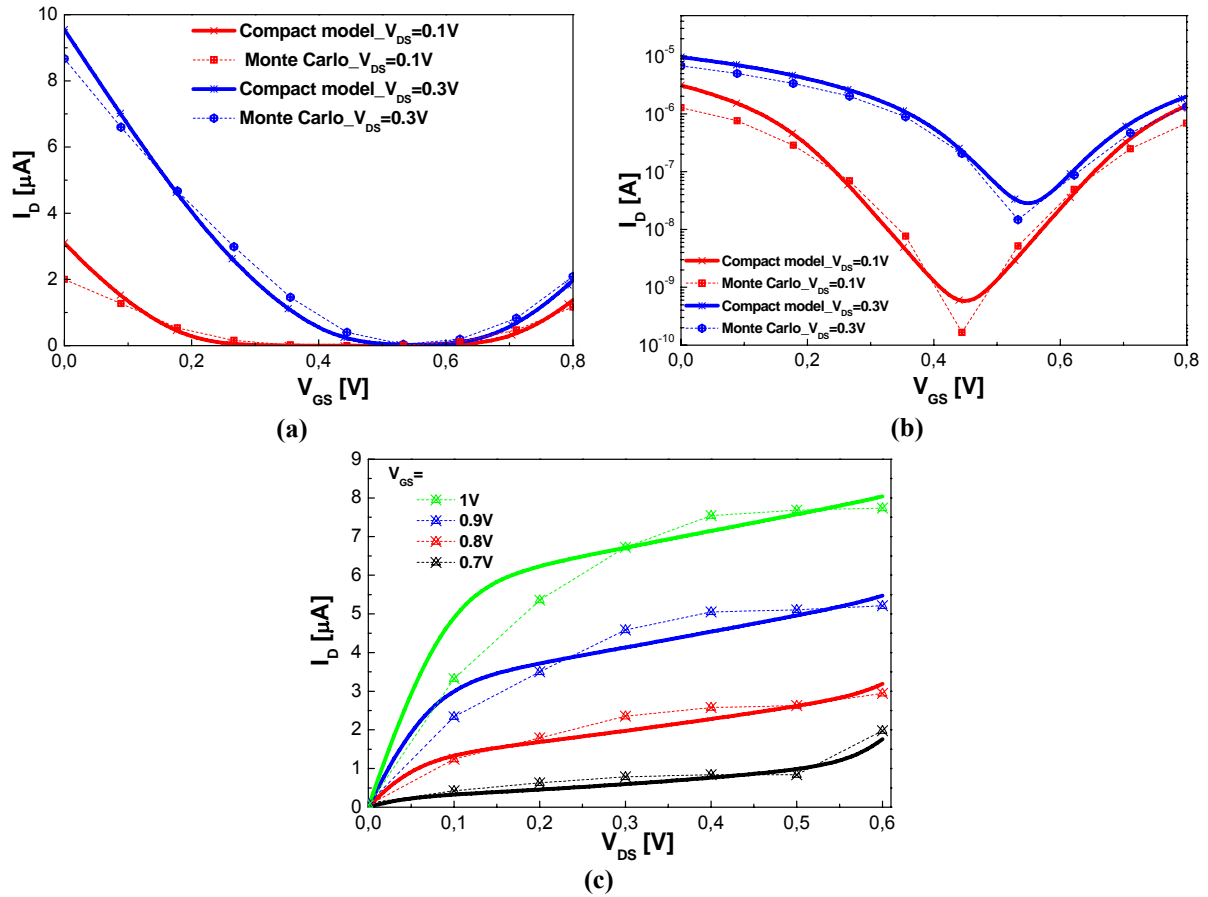 10
8
6
4
2
0
I_D [μA]
Compact model_V_DS=0.1V
Monte Carlo_V_DS=0.1V
Compact model_V_DS=0.3V
Monte Carlo_V_DS=0.3V
0,0 0,2 0,4 0,6 0,8
V_GS [V]
(a)
I_D [A]
10^-5
10^-6
10^-7
10^-8
10^-9
10^-10
Compact model_V_DS=0.1V
Monte Carlo_V_DS=0.1V
Compact model_V_DS=0.3V
Monte Carlo_V_DS=0.3V
0,0 0,2 0,4 0,6 0,8
V_GS [V]
(b)
9
8
7
6
5
4
3
2
1
0
I_D [μA]
V_GS=
1V
0.9V
0.8V
0.7V
0,0 0,1 0,2 0,3 0,4 0,5 0,6
V_DS [V]
(c)